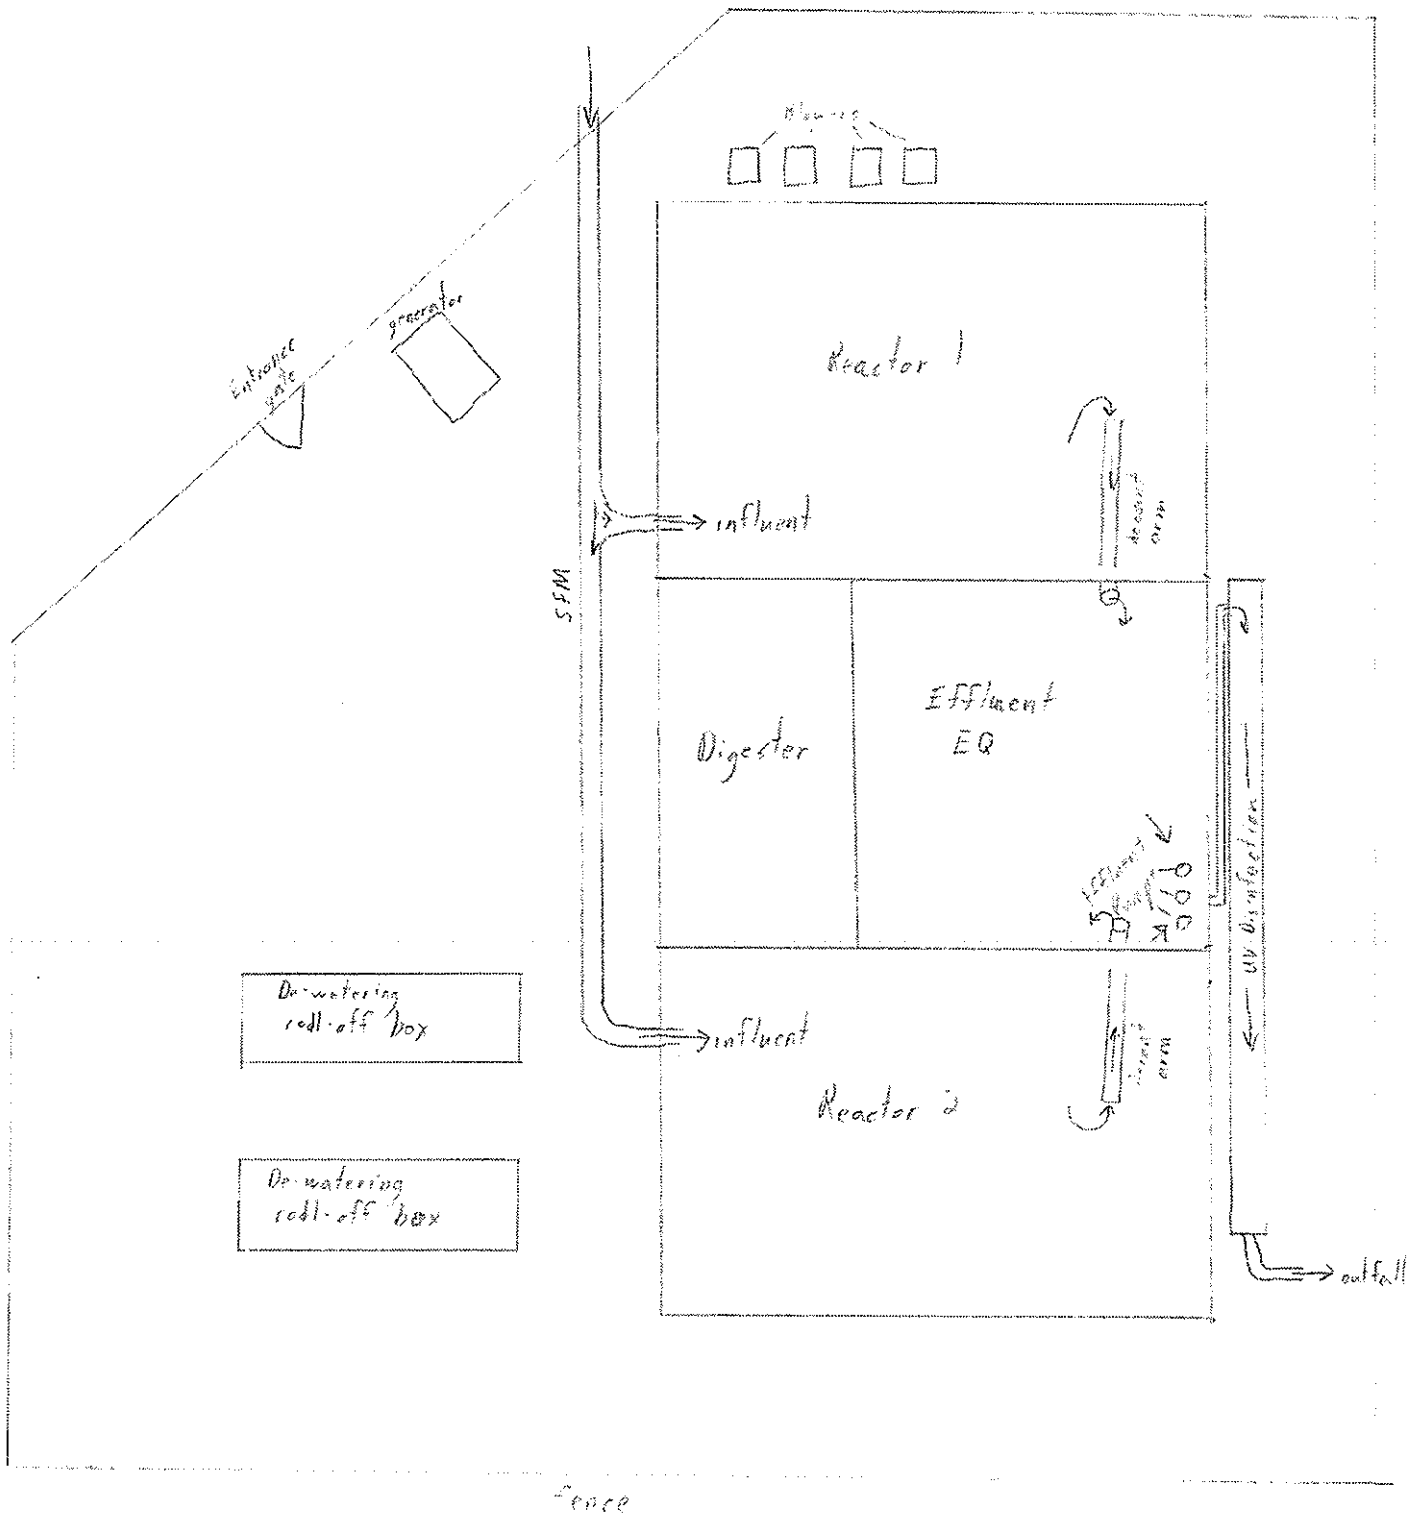 Blowers
generator
Entrance
gate
Reactor 1
influent
decant
arm
SFM
Effluent
EQ
Digester
Effluent
UV Disinfection
De-watering
roll-off box
influent
decant
arm
Reactor 2
De-watering
roll-off box
outfall
fence